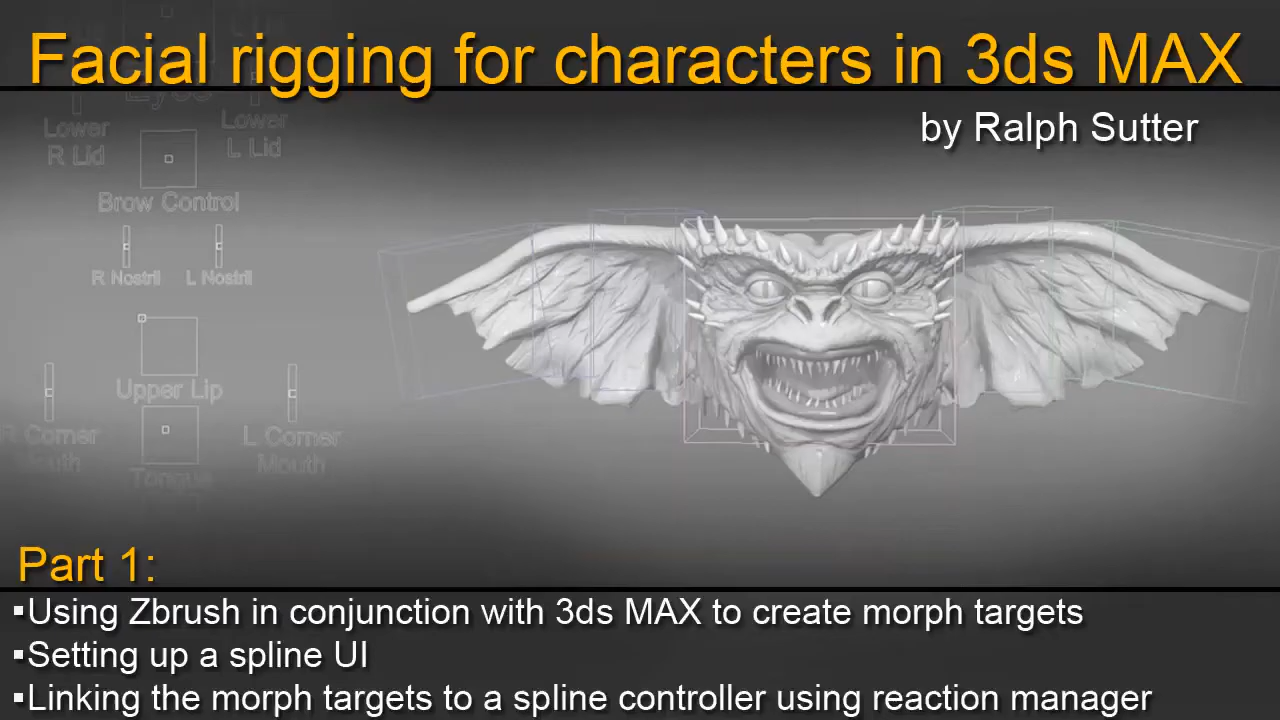 Facial rigging for characters in 3ds MAX
by Ralph Sutter
Eyes
Lower
R Lid
Lower
L Lid
Brow Control
R Nostril
L Nostril
Upper Lip
R Corner
L Corner
Mouth
Tongue
Part 1:
▪Using Zbrush in conjunction with 3ds MAX to create morph targets
▪Setting up a spline UI
▪Linking the morph targets to a spline controller using reaction manager